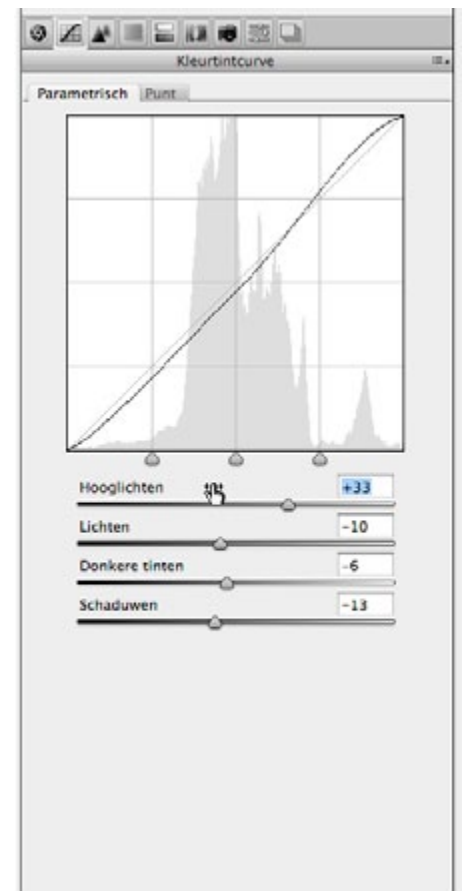 Kleurtintcurve
Parametrisch Punt
Hooglichten +33
Lichten -10
Donkere tinten -6
Schaduwen -13